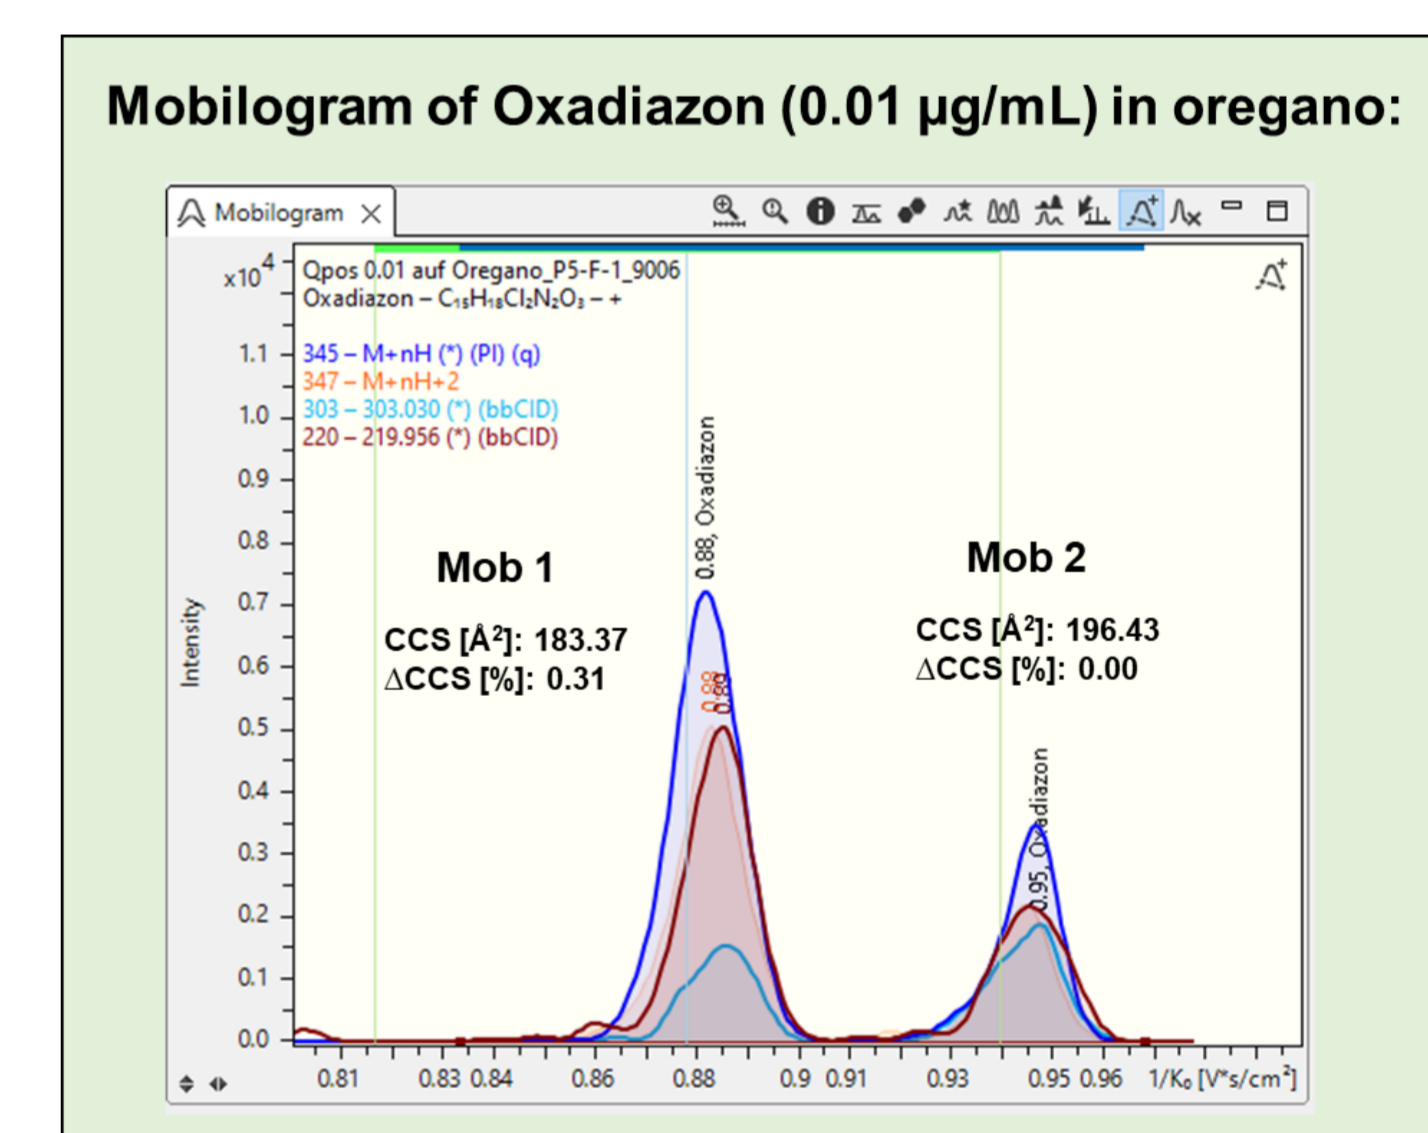 Mobilogram of Oxadiazon (0.01 µg/mL) in oregano:
Mobilogram
x10⁴
Qpos 0.01 auf Oregano_P5-F-1_9006
Oxadiazon – C₁₅H₁₈Cl₂N₂O₃ – +
345 – M+nH (*) (PI) (q)
347 – M+nH+2
303 – 303.030 (*) (bbCID)
220 – 219.956 (*) (bbCID)
1.1
1.0
0.9
0.8
0.7
0.6
0.5
0.4
0.3
0.2
0.1
0.0
Intensity
0.88, Oxadiazon
0.88
0.89
Mob 1
CCS [Å²]: 183.37
ΔCCS [%]: 0.31
Mob 2
CCS [Å²]: 196.43
ΔCCS [%]: 0.00
0.95, Oxadiazon
0.81 0.83 0.84 0.86 0.88 0.9 0.91 0.93 0.95 0.96 1/K₀ [V*s/cm²]